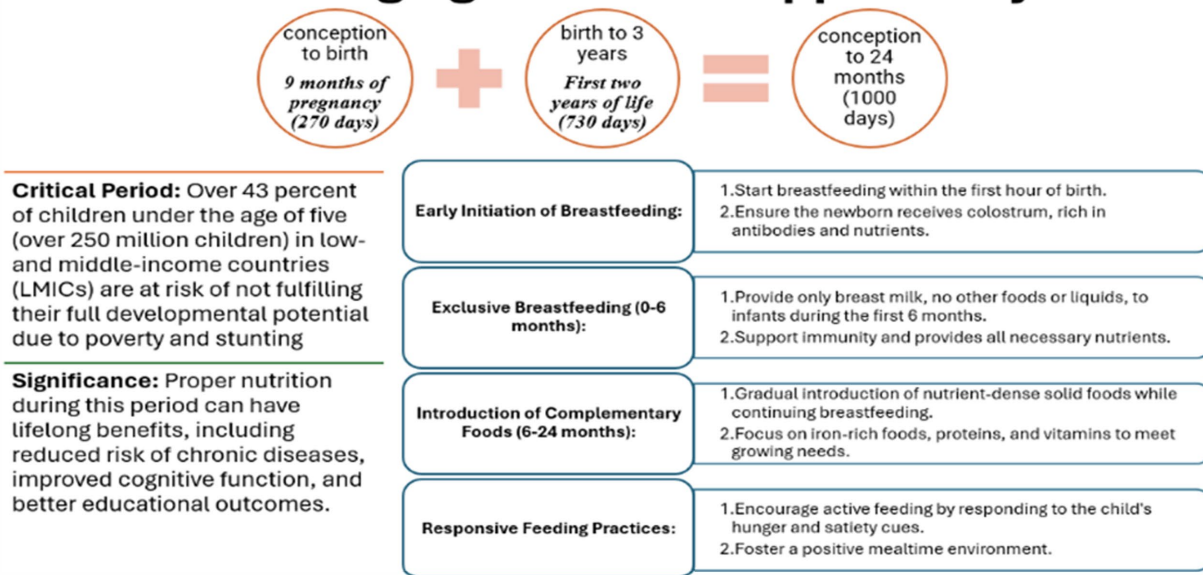 conception
to birth
9 months of
pregnancy
(270 days)
birth to 3
years
First two
years of life
(730 days)
conception
to 24
months
(1000
days)
Critical Period: Over 43 percent
of children under the age of five
(over 250 million children) in low-
and middle-income countries
(LMICs) are at risk of not fulfilling
their full developmental potential
due to poverty and stunting
Significance: Proper nutrition
during this period can have
lifelong benefits, including
reduced risk of chronic diseases,
improved cognitive function, and
better educational outcomes.
Early Initiation of Breastfeeding:
1.Start breastfeeding within the first hour of birth.
2.Ensure the newborn receives colostrum, rich in
antibodies and nutrients.
Exclusive Breastfeeding (0-6
months):
1.Provide only breast milk, no other foods or liquids, to
infants during the first 6 months.
2.Support immunity and provides all necessary nutrients.
Introduction of Complementary
Foods (6-24 months):
1.Gradual introduction of nutrient-dense solid foods while
continuing breastfeeding.
2.Focus on iron-rich foods, proteins, and vitamins to meet
growing needs.
Responsive Feeding Practices:
1.Encourage active feeding by responding to the child's
hunger and satiety cues.
2.Foster a positive mealtime environment.